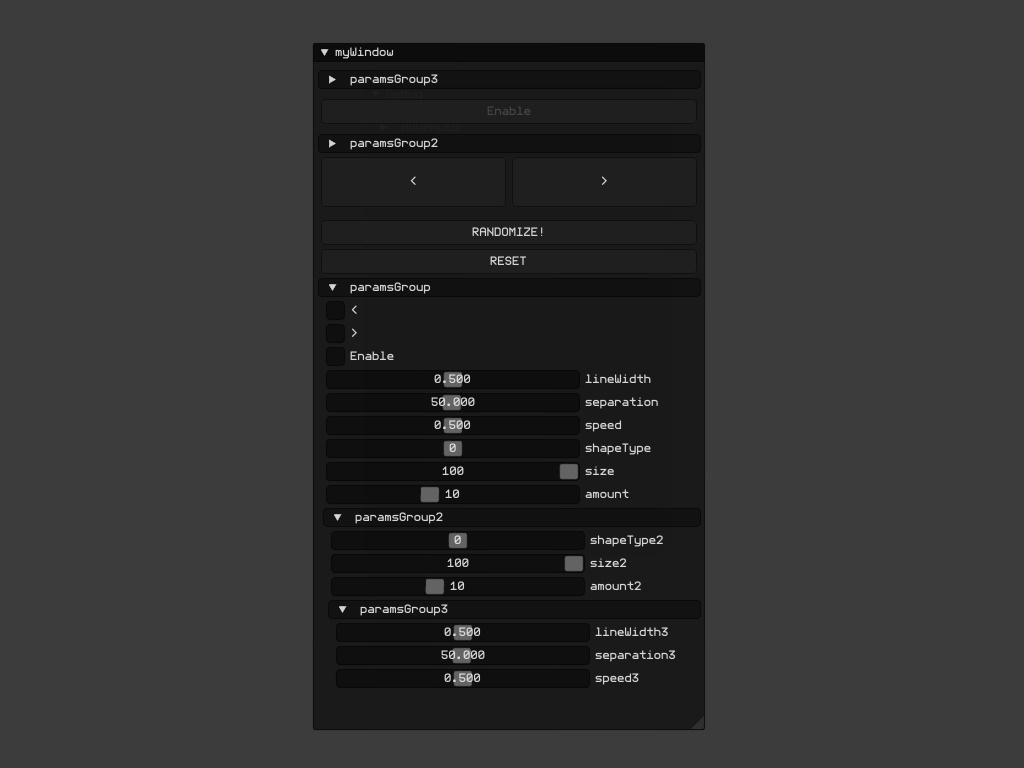 myWindow
paramsGroup3
Enable
paramsGroup2
< >
RANDOMIZE!
RESET
paramsGroup
<
>
Enable
0.500 lineWidth
50.000 separation
0.500 speed
0 shapeType
100 size
10 amount
paramsGroup2
0 shapeType2
100 size2
10 amount2
paramsGroup3
0.500 lineWidth3
50.000 separation3
0.500 speed3